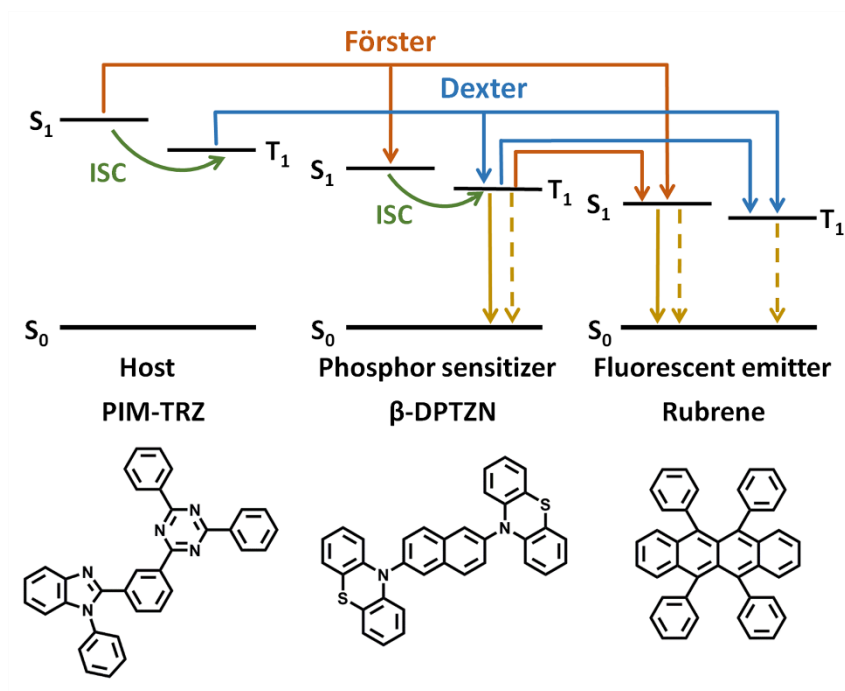 Förster
Dexter
S1
T1
ISC
S1
T1
ISC
S1
T1
S0
S0
S0
Host
Phosphor sensitizer
Fluorescent emitter
PIM-TRZ
β-DPTZN
Rubrene
N
N
N
N
N
N
S
N
S